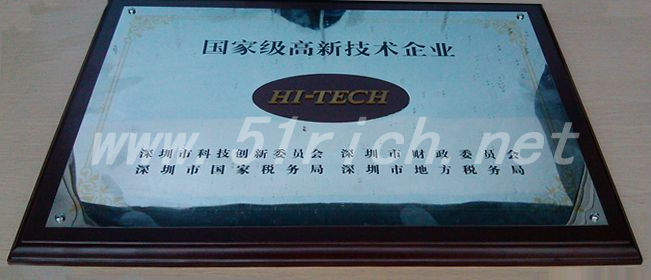 国家级高新技术企业
HI-TECH
www.51rich.net
深圳市科技创新委员会 深圳市财政委员会
深圳市国家税务局 深圳市地方税务局